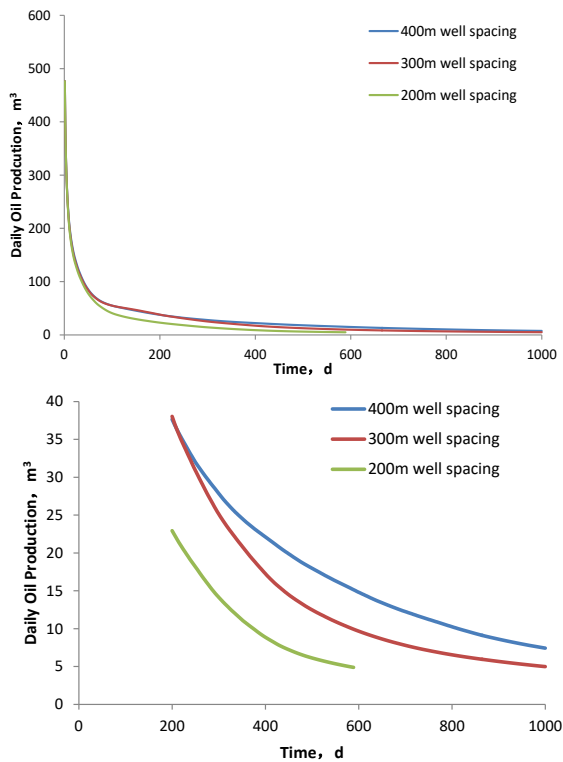 600
500
400
300
200
100
0
Daily Oil Prodcution，m³
400m well spacing
300m well spacing
200m well spacing
0 200 400 600 800 1000
Time，d
40
35
30
25
20
15
10
5
0
Daily Oil Production，m³
400m well spacing
300m well spacing
200m well spacing
0 200 400 600 800 1000
Time，d